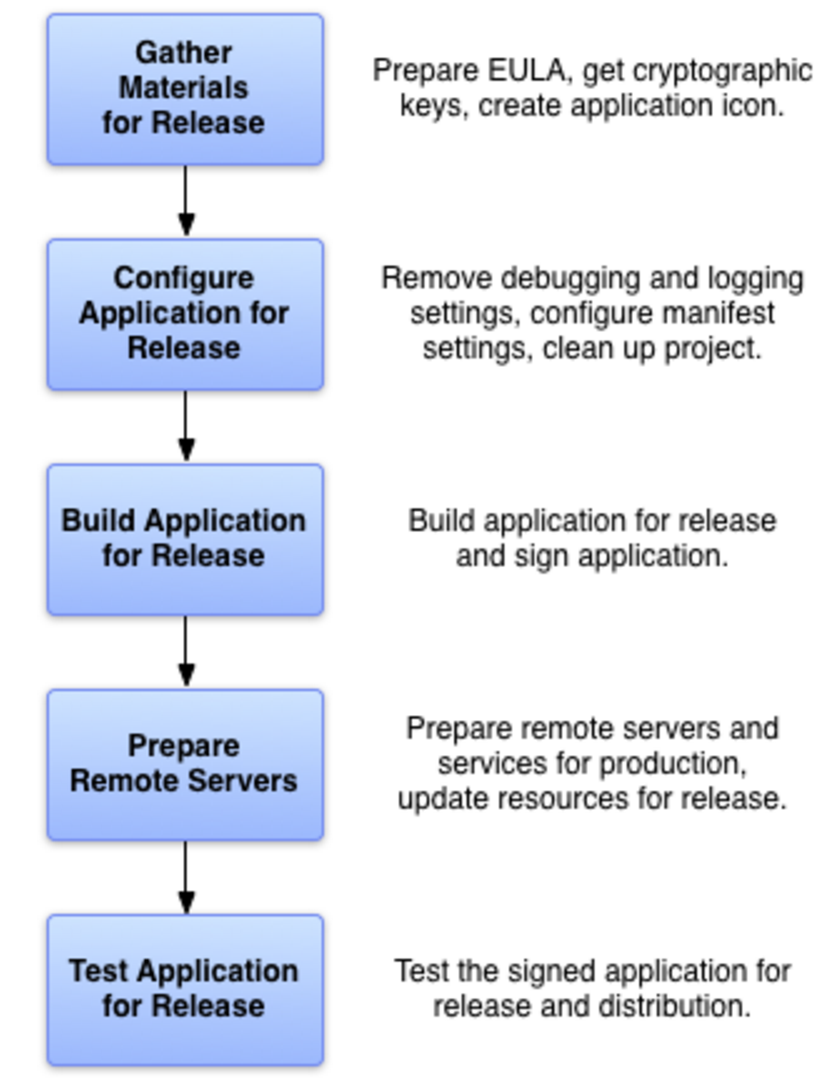 Gather
Materials
for Release
Prepare EULA, get cryptographic
keys, create application icon.
Configure
Application for
Release
Remove debugging and logging
settings, configure manifest
settings, clean up project.
Build Application
for Release
Build application for release
and sign application.
Prepare
Remote Servers
Prepare remote servers and
services for production,
update resources for release.
Test Application
for Release
Test the signed application for
release and distribution.